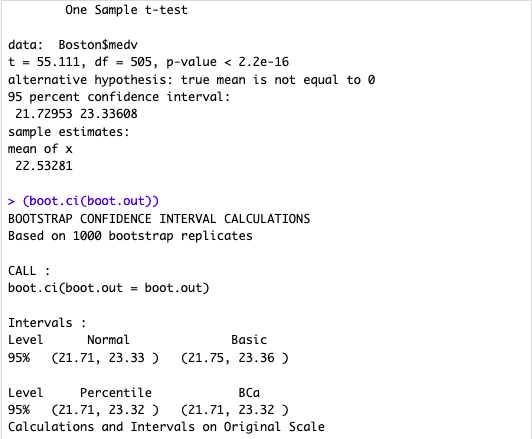 One Sample t-test

data:  Boston$medv
t = 55.111, df = 505, p-value < 2.2e-16
alternative hypothesis: true mean is not equal to 0
95 percent confidence interval:
 21.72953 23.33608
sample estimates:
mean of x
 22.53281

> (boot.ci(boot.out))
BOOTSTRAP CONFIDENCE INTERVAL CALCULATIONS
Based on 1000 bootstrap replicates

CALL :
boot.ci(boot.out = boot.out)

Intervals :
Level      Normal              Basic
95%   (21.71, 23.33 )   (21.75, 23.36 )

Level     Percentile            BCa
95%   (21.71, 23.32 )   (21.71, 23.32 )
Calculations and Intervals on Original Scale